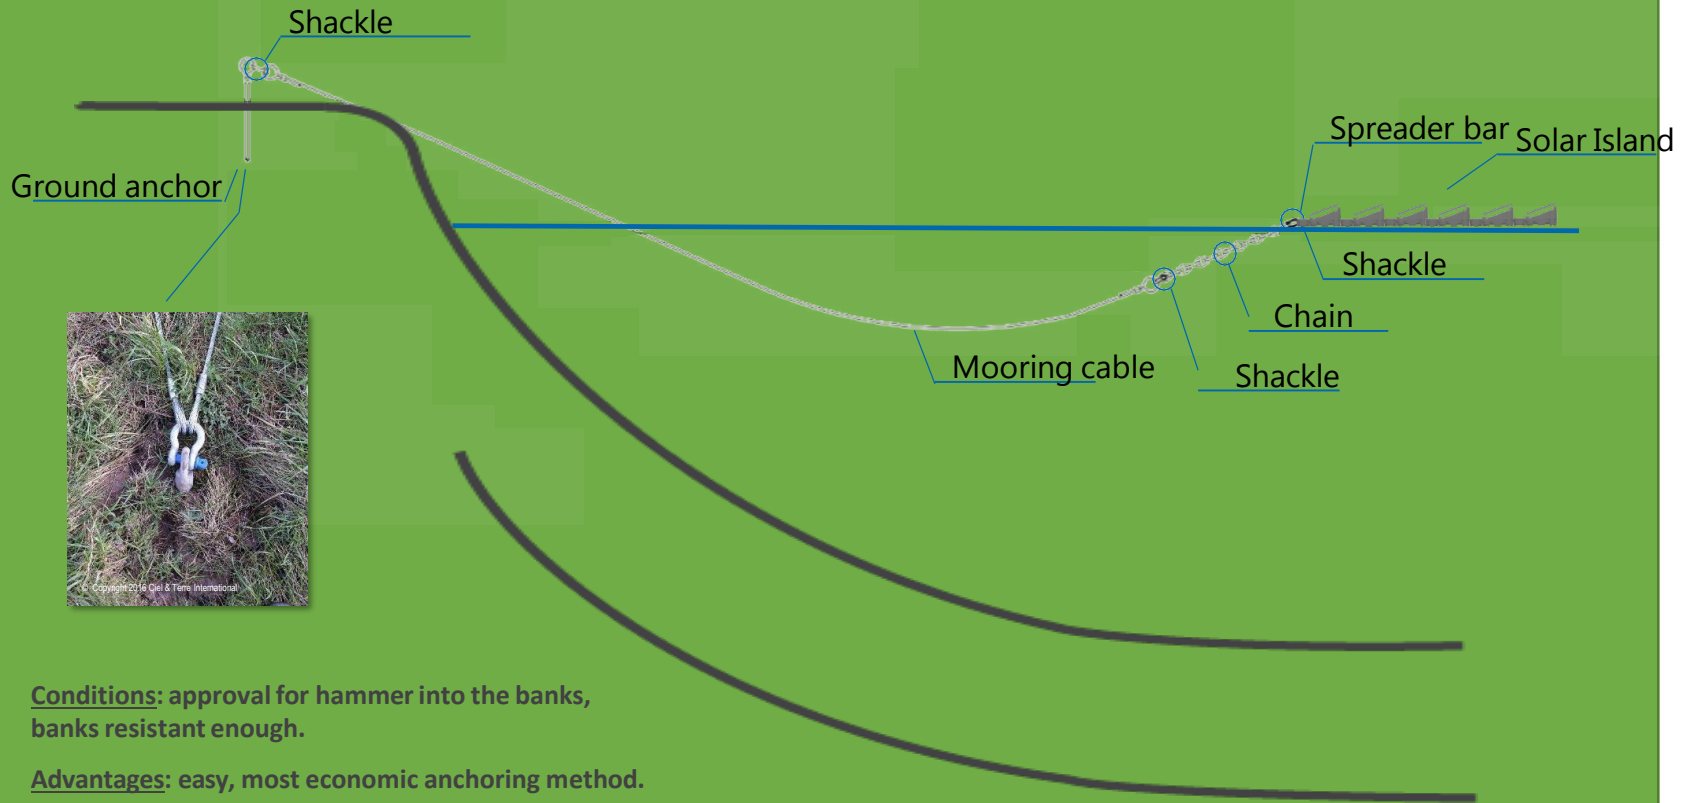 Shackle
Spreader bar
Solar Island
Ground anchor
Shackle
Chain
Mooring cable
Shackle
© Copyright 2016 Ciel & Terre International
Conditions: approval for hammer into the banks,
banks resistant enough.
Advantages: easy, most economic anchoring method.